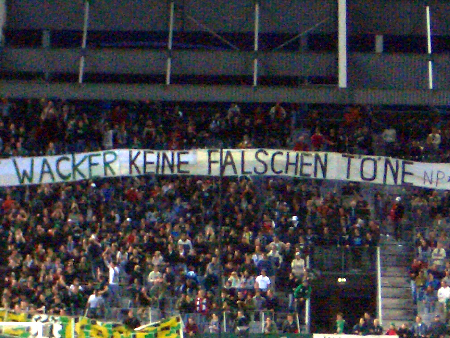 WACKER KEINE FALSCHEN TÖNE